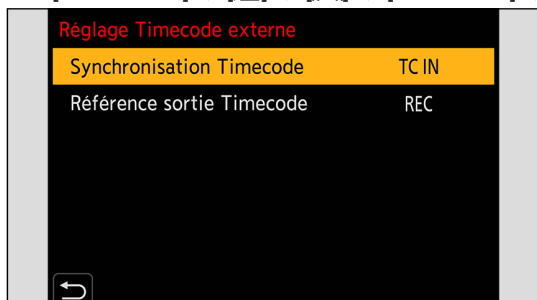 Réglage Timecode externe
Synchronisation Timecode TC IN
Référence sortie Timecode REC